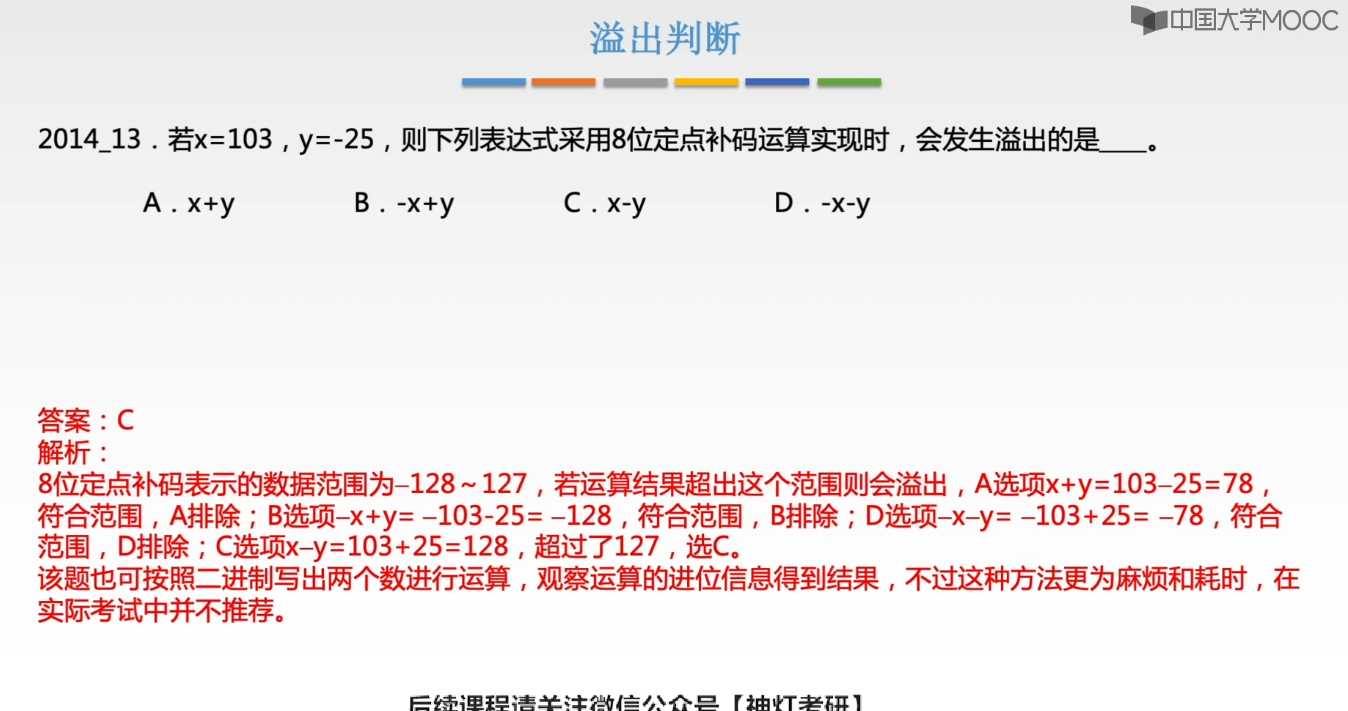 中国大学MOOC
溢出判断
2014_13．若x=103，y=-25，则下列表达式采用8位定点补码运算实现时，会发生溢出的是____。
A．x+y B．-x+y C．x-y D．-x-y
答案：C
解析：
8位定点补码表示的数据范围为–128～127，若运算结果超出这个范围则会溢出，A选项x+y=103–25=78，
符合范围，A排除；B选项–x+y= –103-25= –128，符合范围，B排除；D选项–x–y= –103+25= –78，符合
范围，D排除；C选项x–y=103+25=128，超过了127，选C。
该题也可按照二进制写出两个数进行运算，观察运算的进位信息得到结果，不过这种方法更为麻烦和耗时，在
实际考试中并不推荐。
后续课程请关注微信公众号【神灯考研】